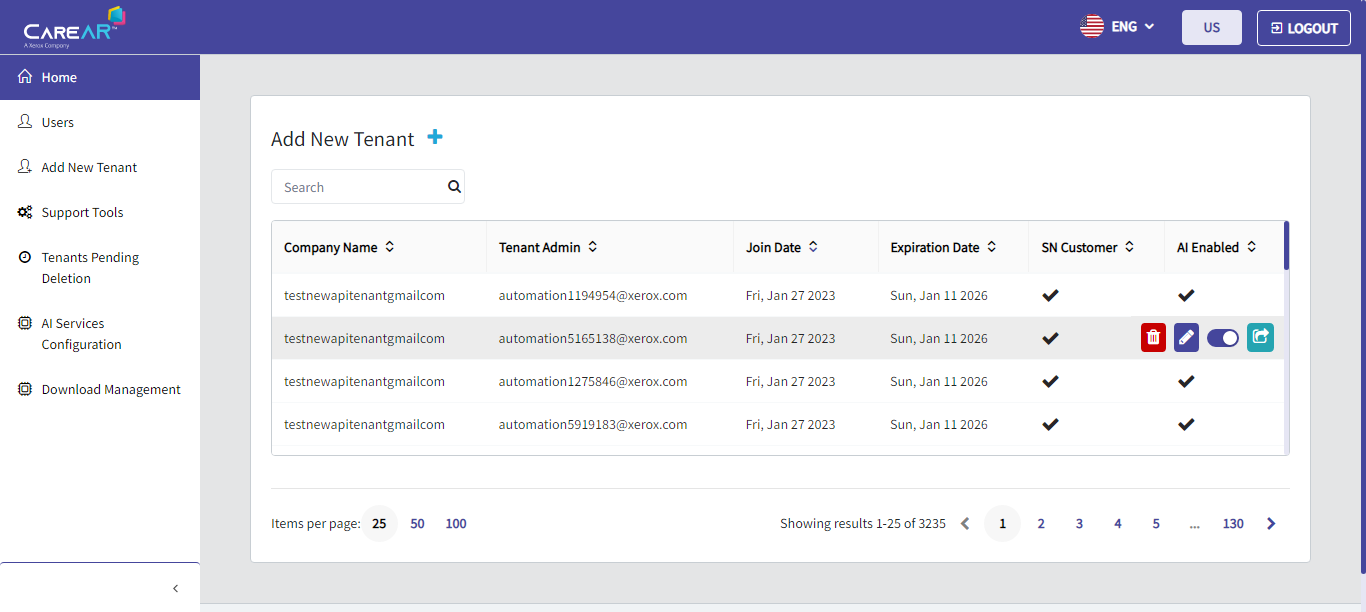 CAREAR™
A Xerox Company
ENG
US
LOGOUT
Home
Users
Add New Tenant
Support Tools
Tenants Pending
Deletion
AI Services
Configuration
Download Management
Add New Tenant
Search
Company Name Tenant Admin Join Date Expiration Date SN Customer AI Enabled
testnewapitenantgmailcom automation1194954@xerox.com Fri, Jan 27 2023 Sun, Jan 11 2026
testnewapitenantgmailcom automation5165138@xerox.com Fri, Jan 27 2023 Sun, Jan 11 2026
testnewapitenantgmailcom automation1275846@xerox.com Fri, Jan 27 2023 Sun, Jan 11 2026
testnewapitenantgmailcom automation5919183@xerox.com Fri, Jan 27 2023 Sun, Jan 11 2026
Items per page: 25 50 100
Showing results 1-25 of 3235 1 2 3 4 5 ... 130